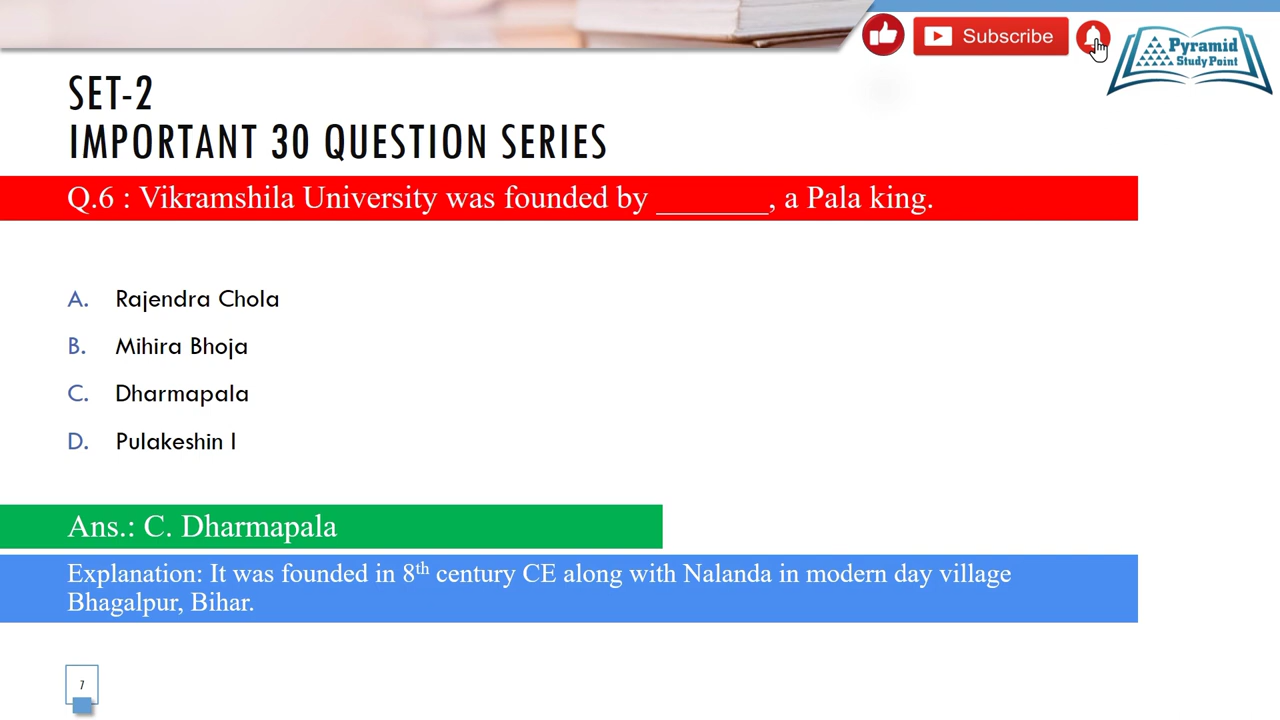 Subscribe
Pyramid
Study Point
SET-2
IMPORTANT 30 QUESTION SERIES
Q.6 : Vikramshila University was founded by _______, a Pala king.
A. Rajendra Chola
B. Mihira Bhoja
C. Dharmapala
D. Pulakeshin I
Ans.: C. Dharmapala
Explanation: It was founded in 8th century CE along with Nalanda in modern day village
Bhagalpur, Bihar.
7